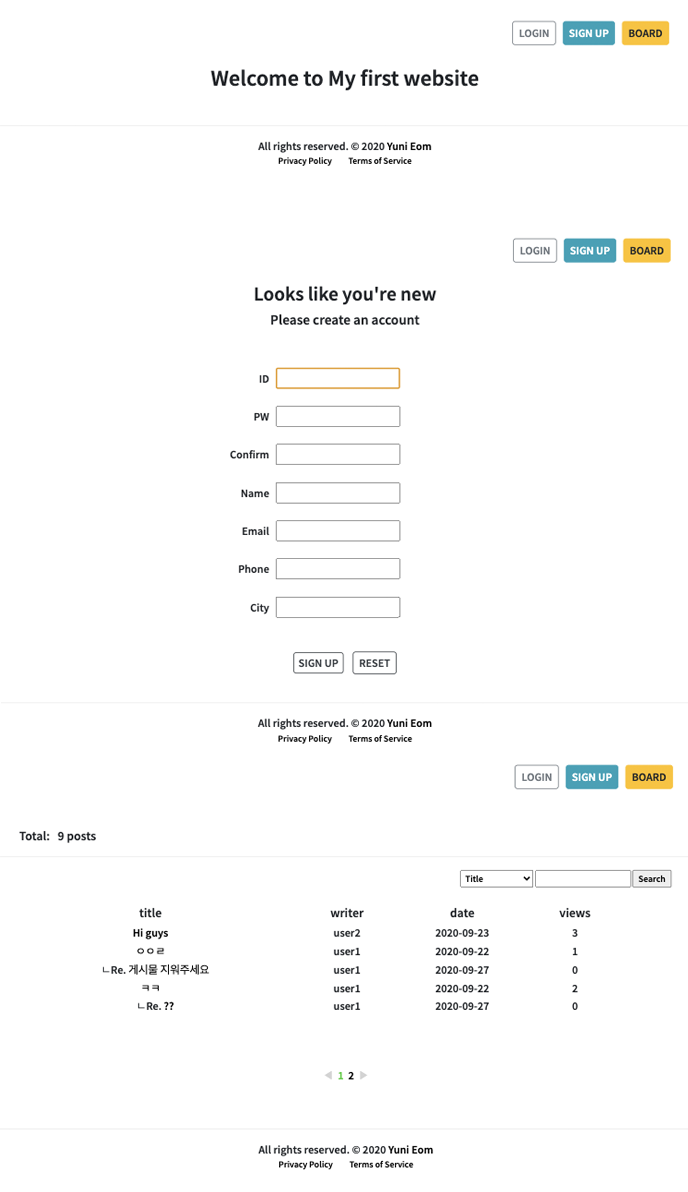 LOGIN SIGN UP BOARD
Welcome to My first website
All rights reserved. © 2020 Yuni Eom
Privacy Policy Terms of Service
LOGIN SIGN UP BOARD
Looks like you're new
Please create an account
ID
PW
Confirm
Name
Email
Phone
City
SIGN UP RESET
All rights reserved. © 2020 Yuni Eom
Privacy Policy Terms of Service
LOGIN SIGN UP BOARD
Total: 9 posts
Title Search
title writer date views
Hi guys user2 2020-09-23 3
ㅇㅇㄹ user1 2020-09-22 1
ㄴRe. 게시물 지워주세요 user1 2020-09-27 0
ㅋㅋ user1 2020-09-22 2
ㄴRe. ?? user1 2020-09-27 0
◀ 1 2 ▶
All rights reserved. © 2020 Yuni Eom
Privacy Policy Terms of Service